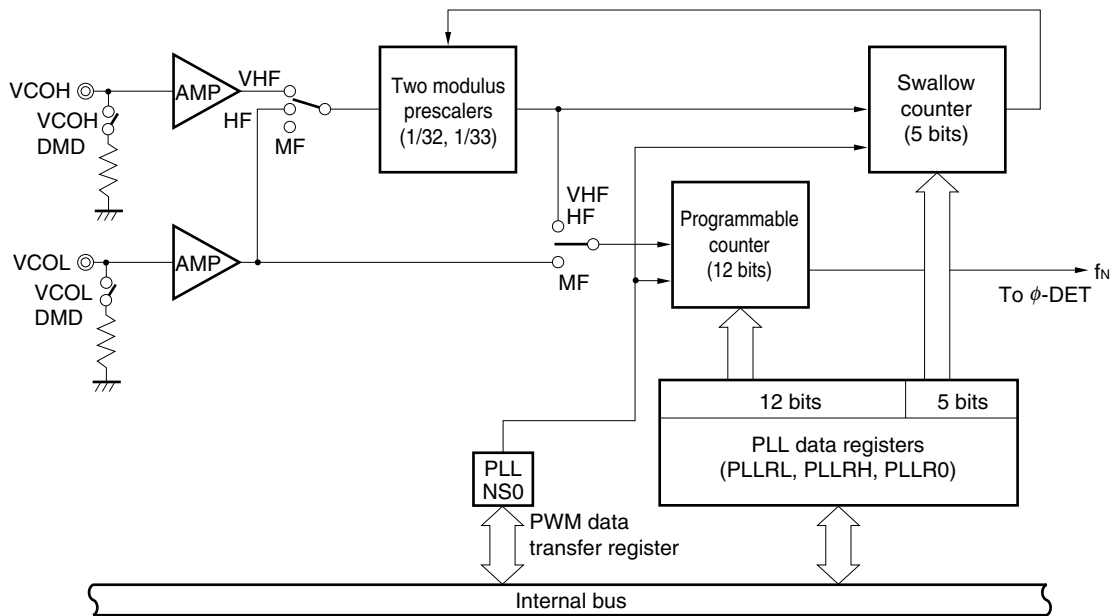 VCOH
VCOH
DMD
AMP
VHF
HF
MF
Two modulus
prescalers
(1/32, 1/33)
Swallow
counter
(5 bits)
VCOL
VCOL
DMD
AMP
VHF
HF
MF
Programmable
counter
(12 bits)
fN
To ϕ-DET
12 bits
5 bits
PLL data registers
(PLLRL, PLLRH, PLLR0)
PLL
NS0
PWM data
transfer register
Internal bus